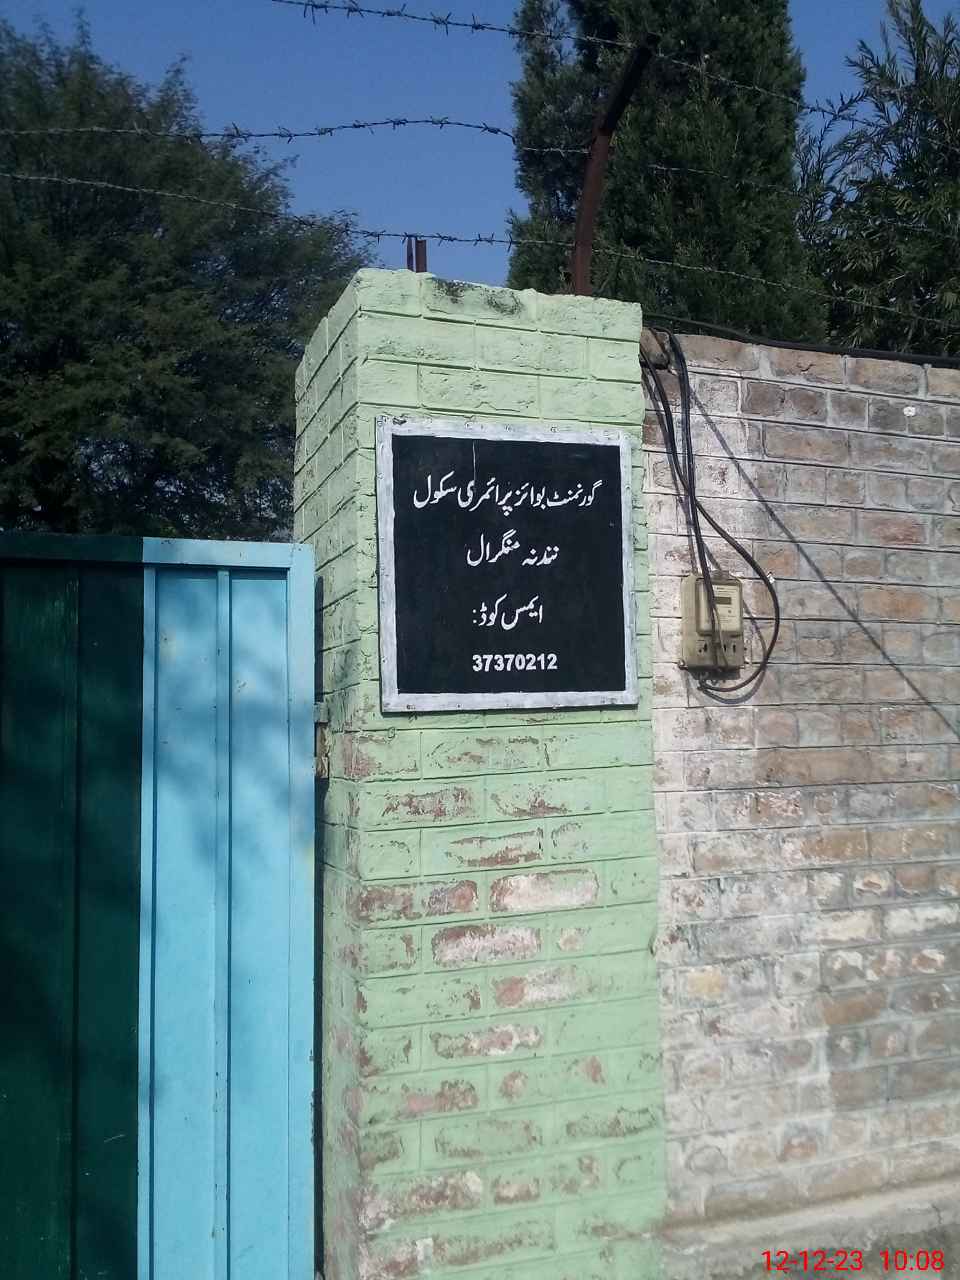 گورنمنٹ بوائز پرائمری سکول
نندنہ منگرال
ایمس کوڈ:
37370212
12-12-23 10:08